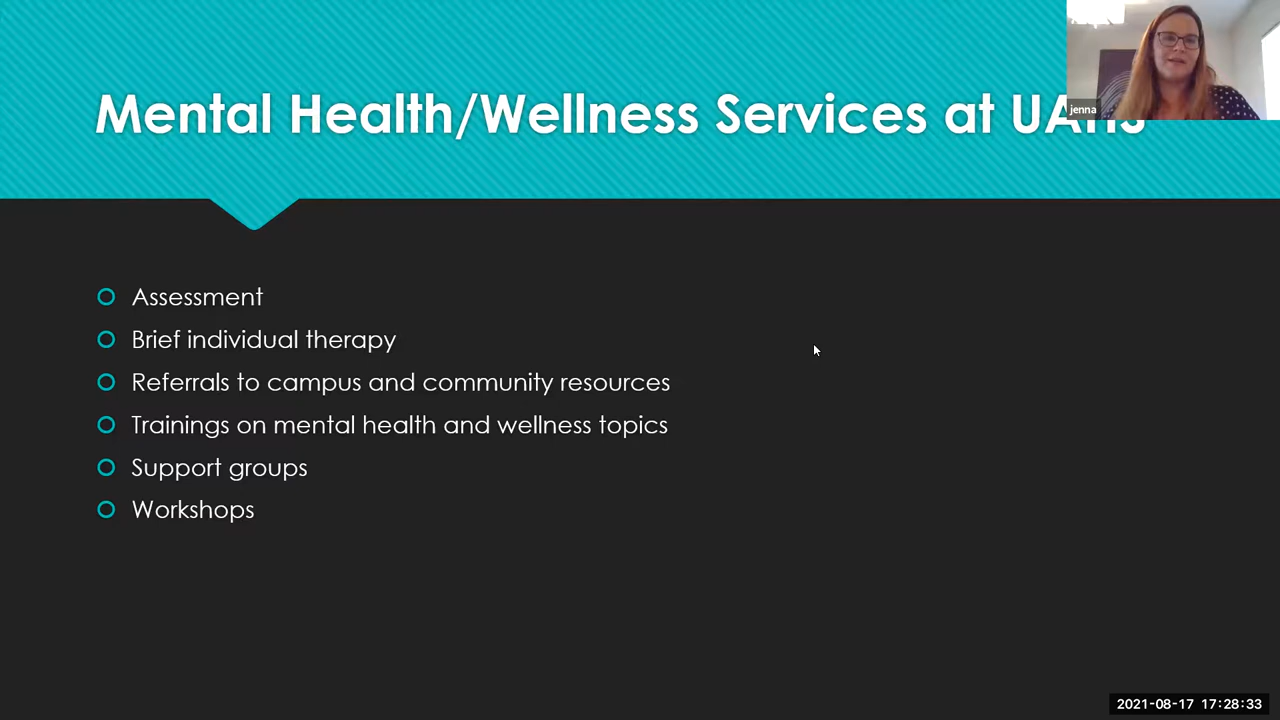 Mental Health/Wellness Services at
jenna
Assessment
Brief individual therapy
Referrals to campus and community resources
Trainings on mental health and wellness topics
Support groups
Workshops
2021-08-17 17:28:33